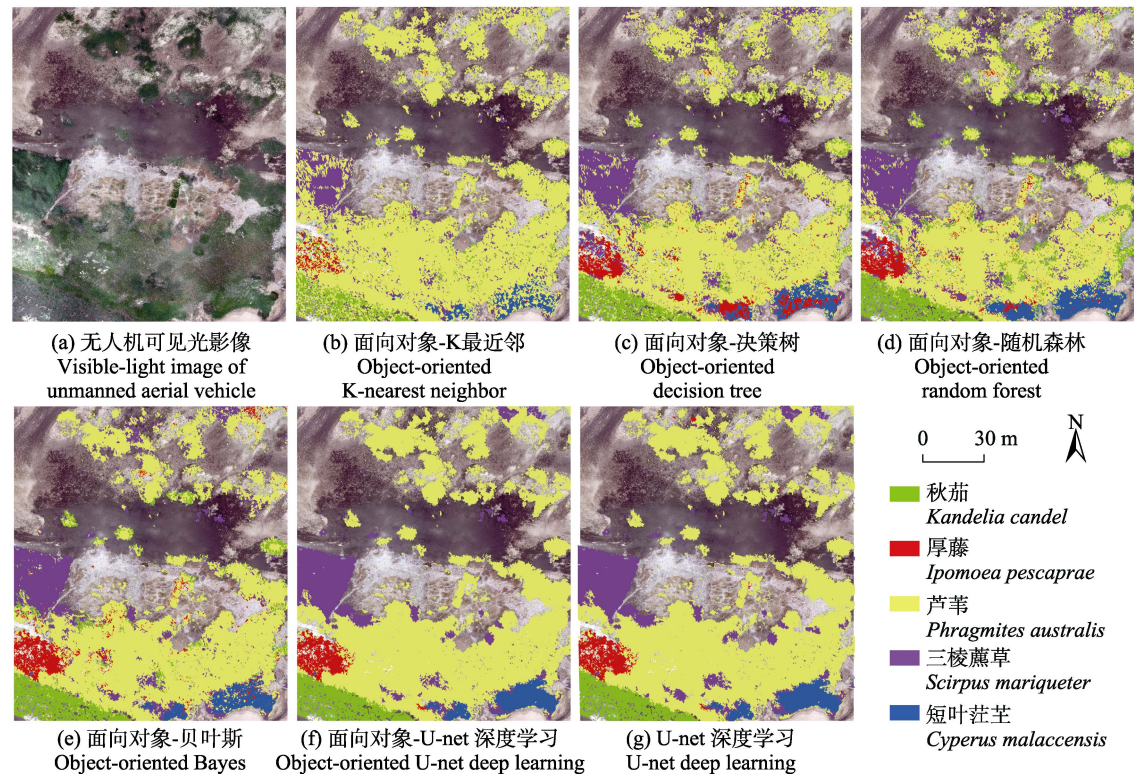 (a) 无人机可见光影像
Visible-light image of
unmanned aerial vehicle
(b) 面向对象-K最近邻
Object-oriented
K-nearest neighbor
(c) 面向对象-决策树
Object-oriented
decision tree
(d) 面向对象-随机森林
Object-oriented
random forest
(e) 面向对象-贝叶斯
Object-oriented Bayes
(f) 面向对象-U-net 深度学习
Object-oriented U-net deep learning
(g) U-net 深度学习
U-net deep learning
0 30 m
N
秋茄
Kandelia candel
厚藤
Ipomoea pescaprae
芦苇
Phragmites australis
三棱藨草
Scirpus mariqueter
短叶茳芏
Cyperus malaccensis